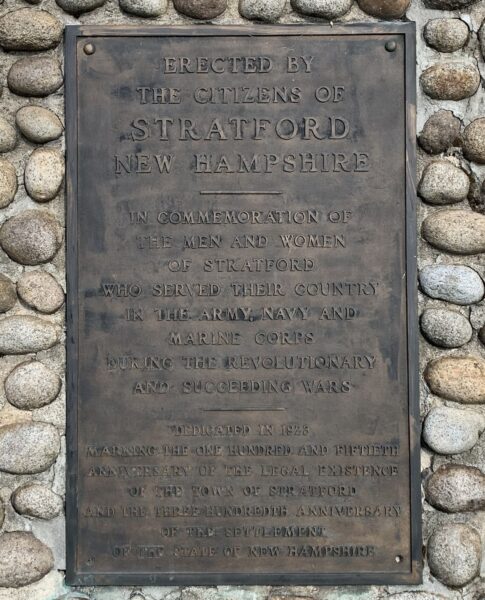 ERECTED BY
THE CITIZENS OF
STRATFORD
NEW HAMPSHIRE
IN COMMEMORATION OF
THE MEN AND WOMEN
OF STRATFORD
WHO SERVED THEIR COUNTRY
IN THE ARMY, NAVY AND
MARINE CORPS
DURING THE REVOLUTIONARY
AND SUCCEEDING WARS
DEDICATED IN 1923
MARKING THE ONE HUNDRED AND FIFTIETH
ANNIVERSARY OF THE LEGAL EXISTENCE
OF THE TOWN OF STRATFORD
AND THE THREE HUNDREDTH ANNIVERSARY
OF THE SETTLEMENT
OF THE STATE OF NEW HAMPSHIRE